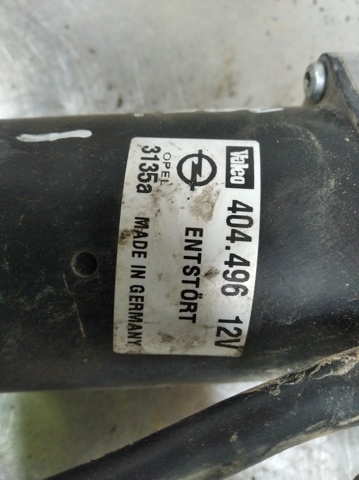 Valeo 404.496 12V
ENTSTÖRT
OPEL
3135a MADE IN GERMANY